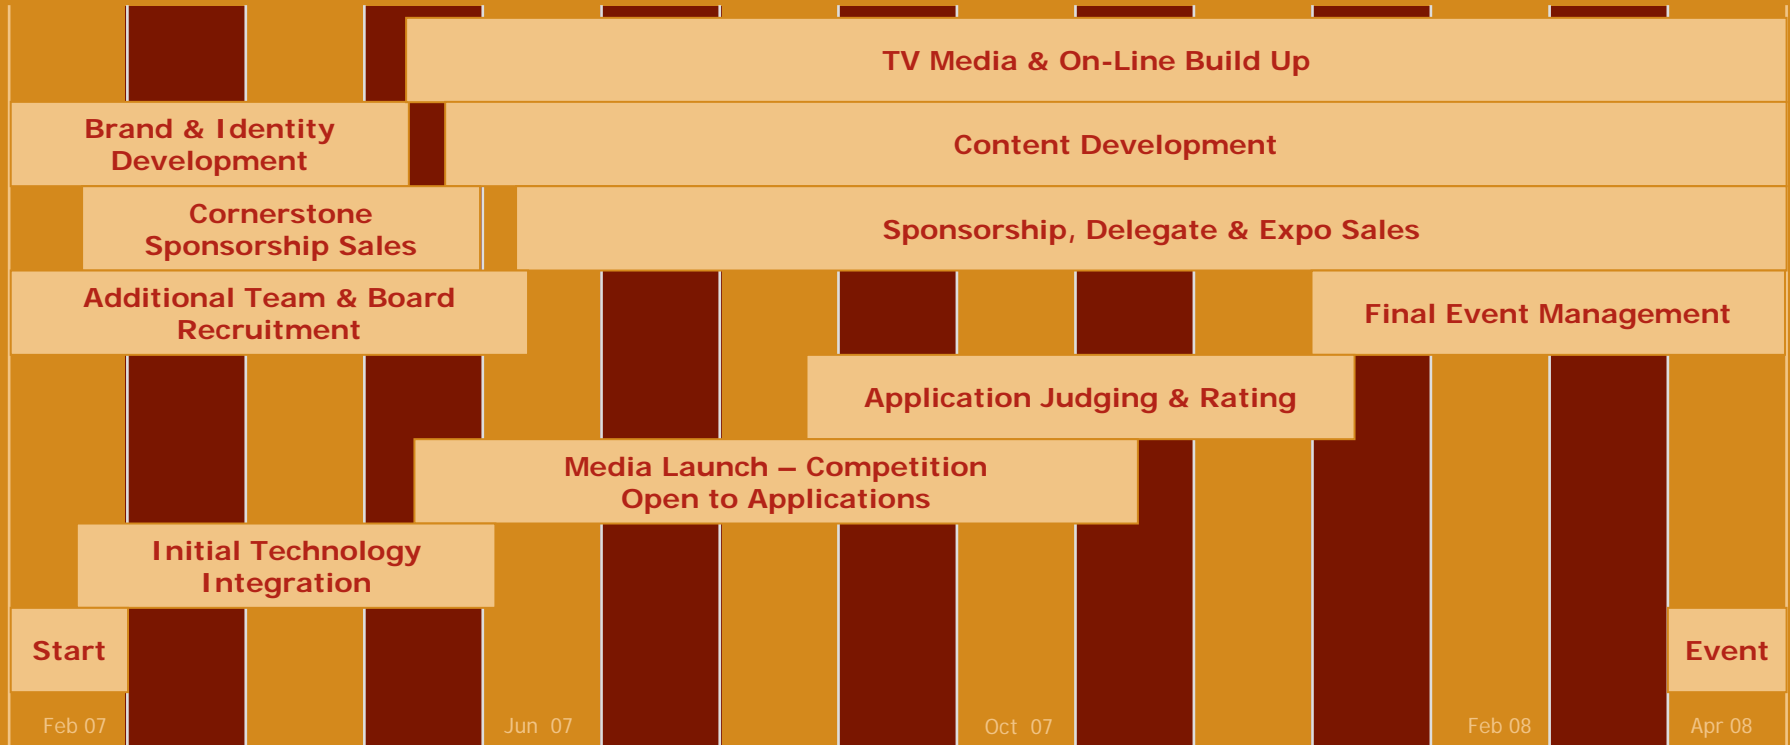 TV Media & On-Line Build Up
Brand & Identity
Development
Content Development
Cornerstone
Sponsorship Sales
Sponsorship, Delegate & Expo Sales
Additional Team & Board
Recruitment
Final Event Management
Application Judging & Rating
Media Launch – Competition
Open to Applications
Initial Technology
Integration
Start
Event
Feb 07
Jun 07
Oct 07
Feb 08
Apr 08